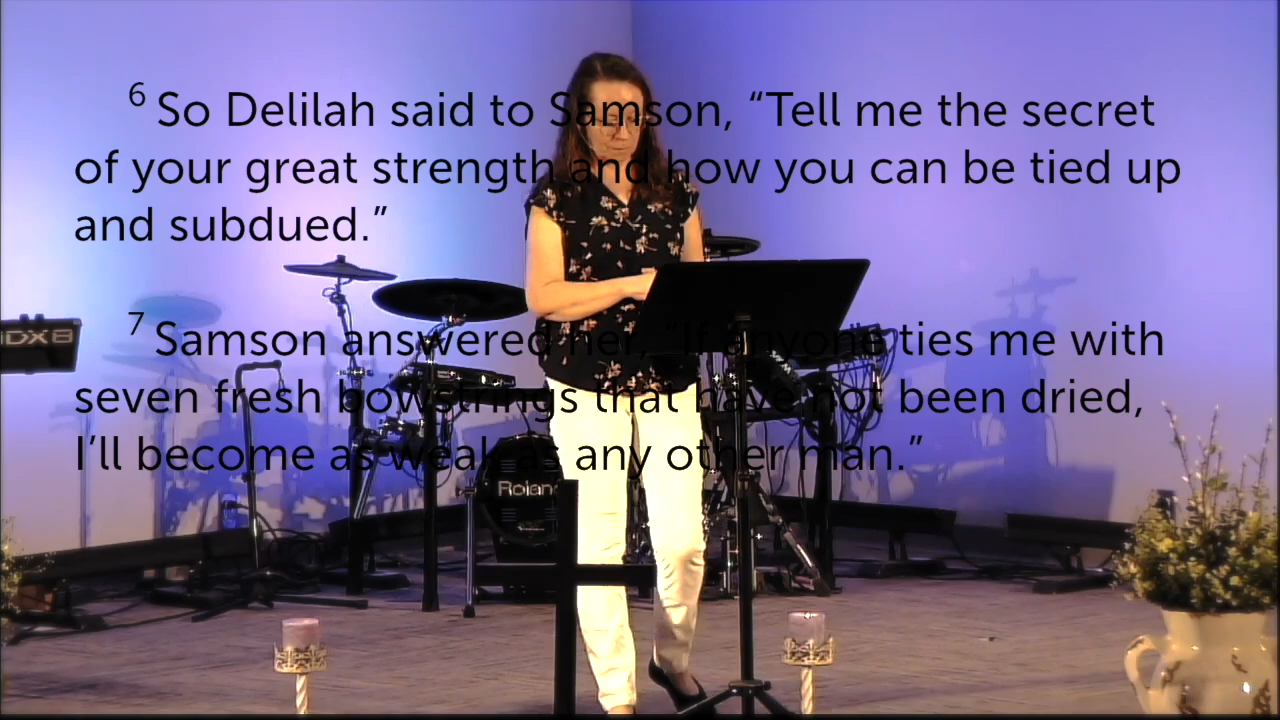 6 So Delilah said to Samson, “Tell me the secret
of your great strength and how you can be tied up
and subdued.”
7 Samson answered her, “If anyone ties me with
seven fresh bowstrings that have not been dried,
I’ll become as weak as any other man.”
DX8
Roland